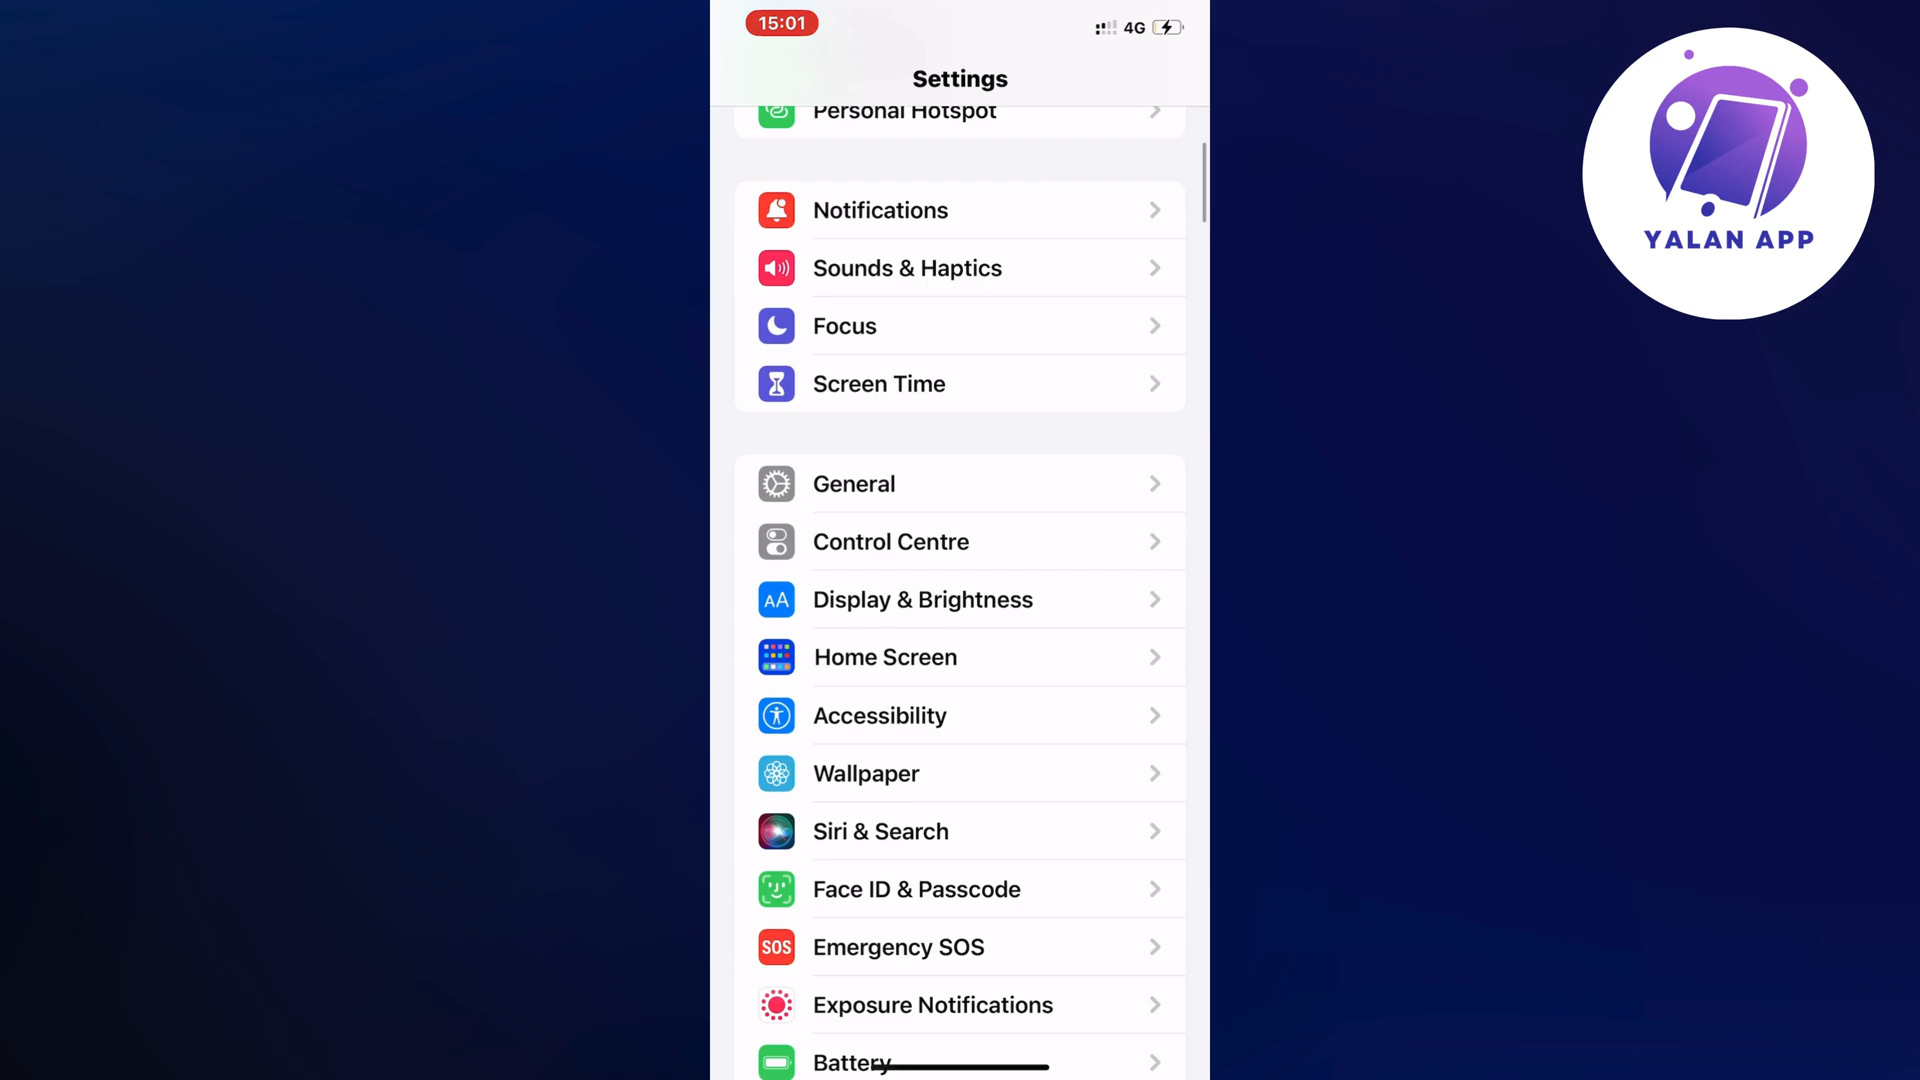 15:01
4G
Settings
Personal Hotspot
Notifications
Sounds & Haptics
Focus
Screen Time
General
Control Centre
AA
Display & Brightness
Home Screen
Accessibility
Wallpaper
Siri & Search
Face ID & Passcode
SOS
Emergency SOS
Exposure Notifications
Battery
YALAN APP